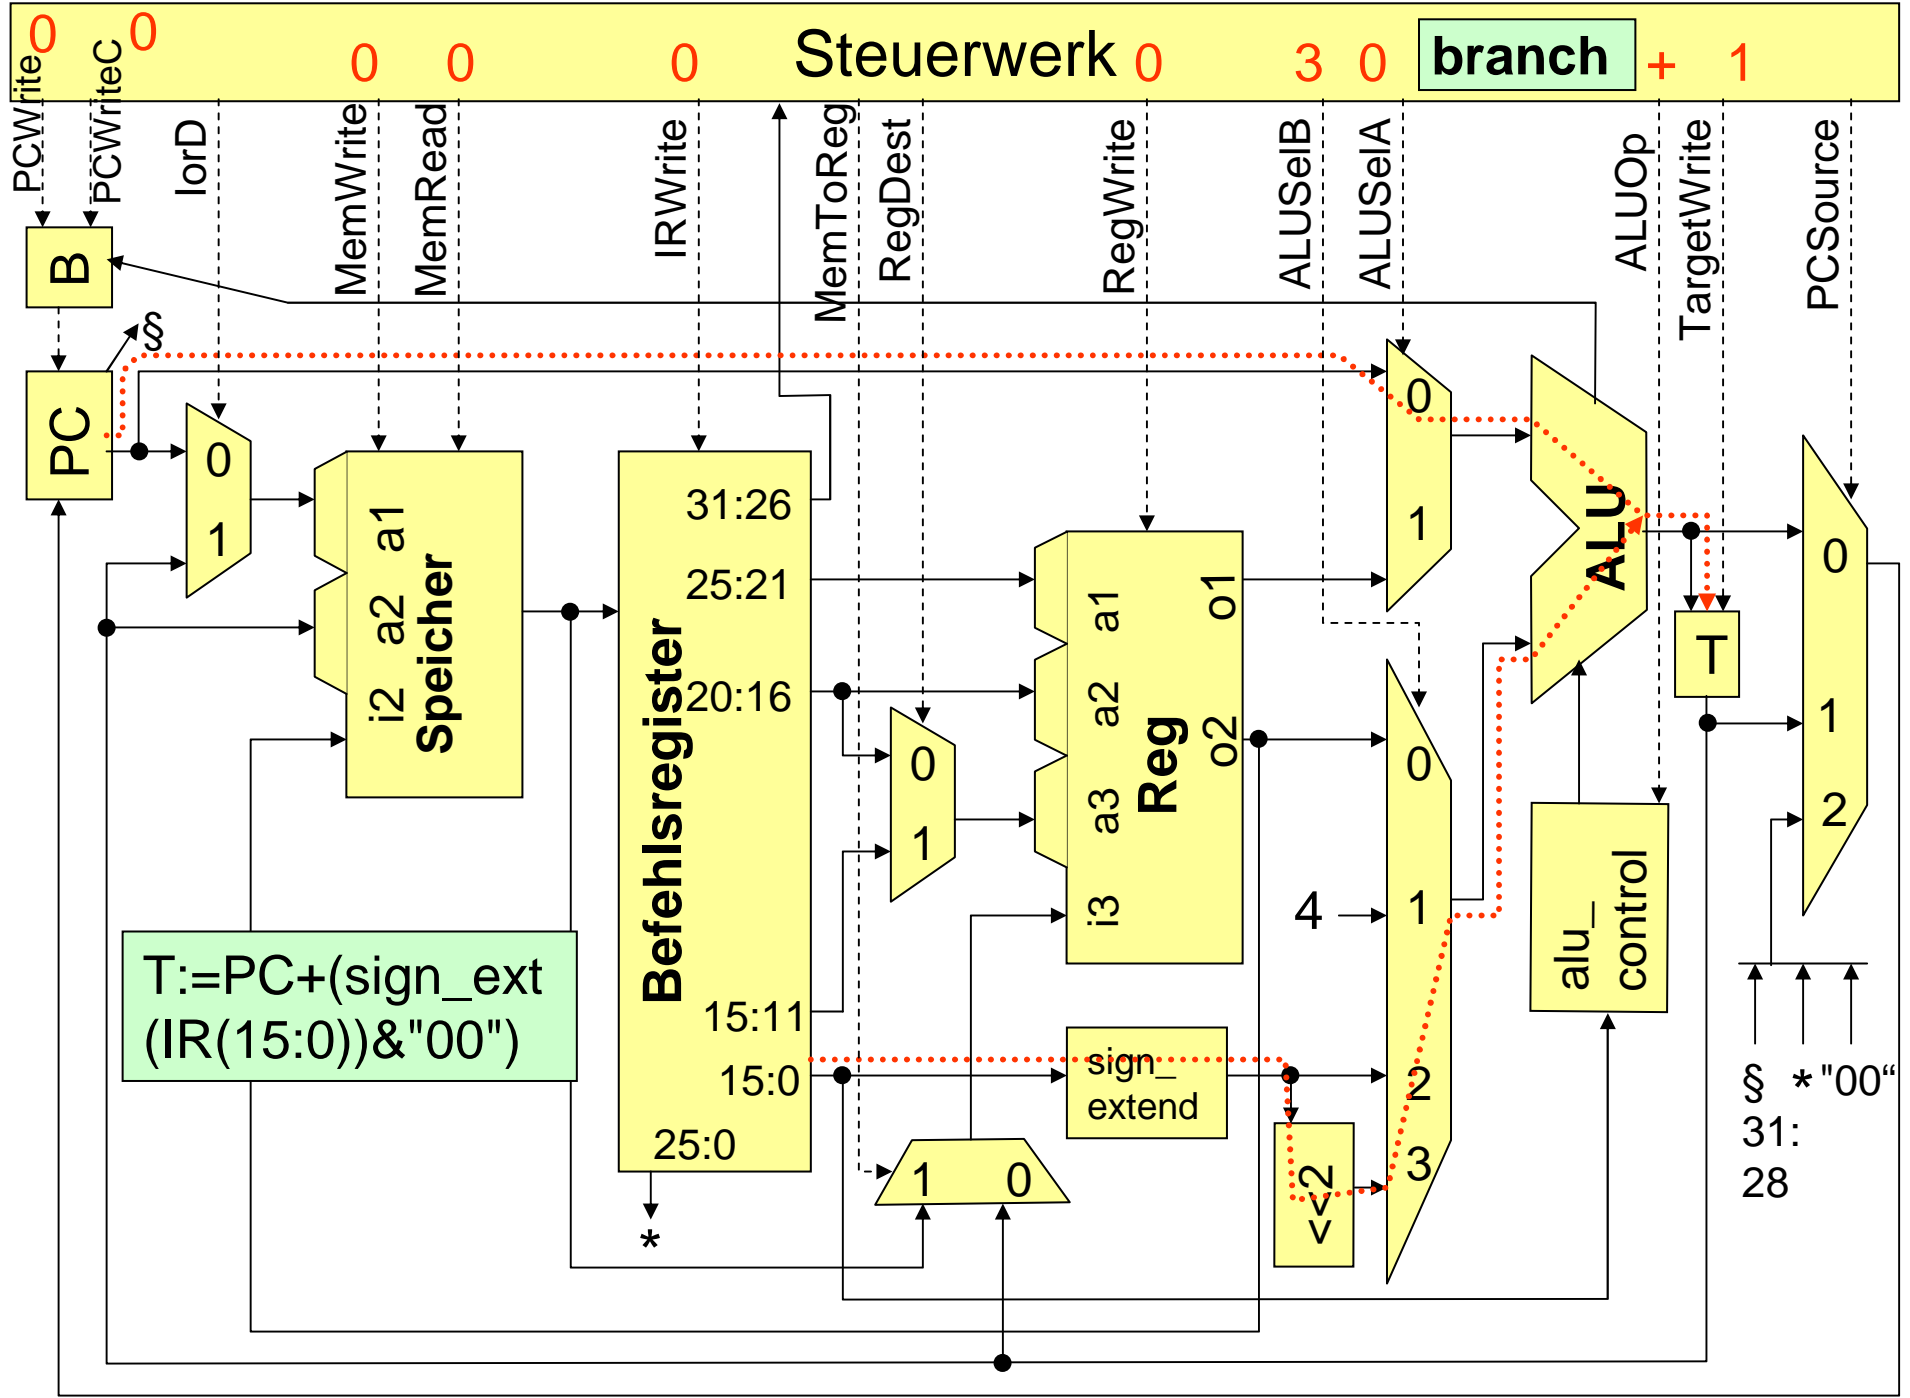 0 0 0 0 0 Steuerwerk 0 3 0 branch + 1
PCWrite
PCWriteC
IorD
MemWrite
MemRead
IRWrite
MemToReg
RegDest
RegWrite
ALUSelB
ALUSelA
ALUOp
TargetWrite
PCSource
B
§
PC
0
1
a1
a2
i2
Speicher
Befehlsregister
31:26
25:21
20:16
15:11
15:0
25:0
*
0
1
a1
a2
a3
i3
o1
o2
Reg
0
1
0
1
2
3
4
ALU
T
0
1
2
alu_
control
sign_
extend
<<2
1 0
§ * "00“
31:
28
T:=PC+(sign_ext
(IR(15:0))&"00")